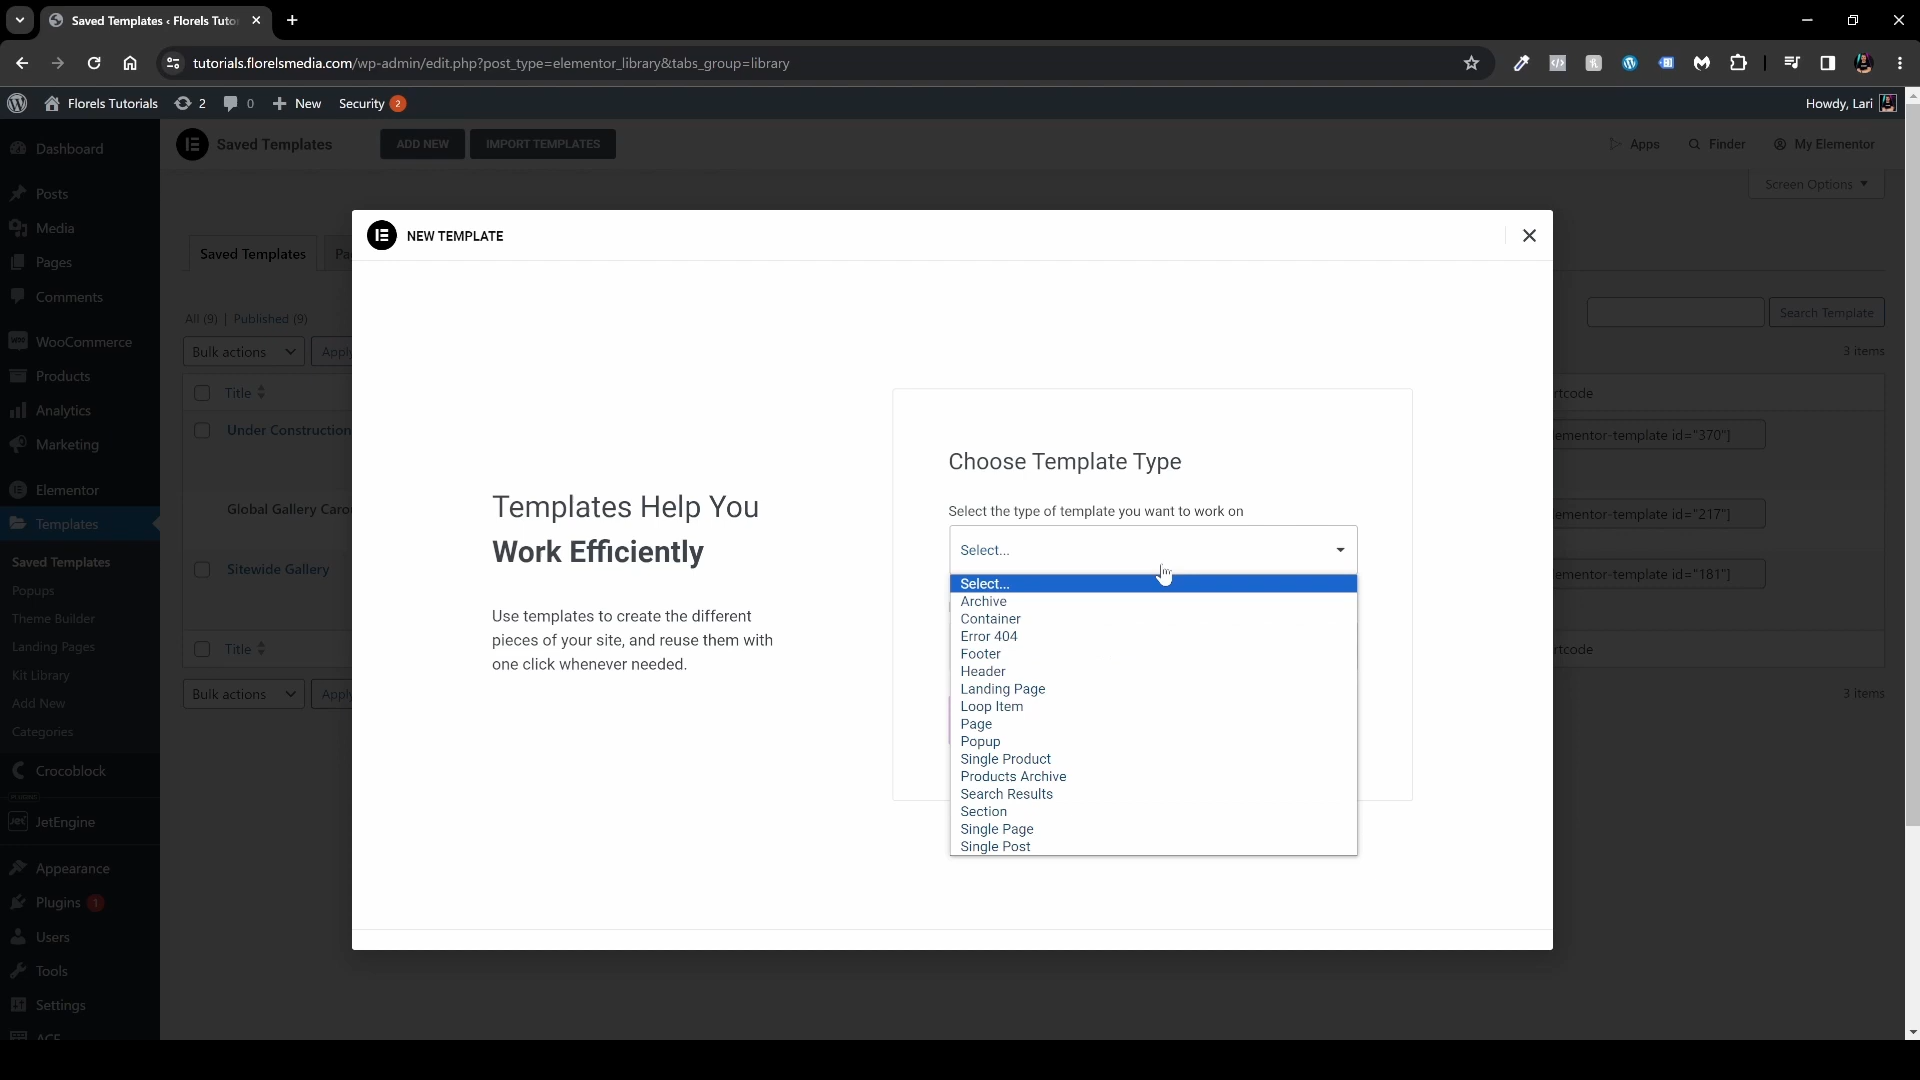 Saved Templates ‹ Florels Tuto
tutorials.florelsmedia.com/wp-admin/edit.php?post_type=elementor_library&tabs_group=library
Florels Tutorials 2 0 New Security 2 Howdy, Lari
Dashboard
Posts
Media
Pages
Comments
WooCommerce
Products
Analytics
Marketing
Elementor
Templates
Saved Templates
Popups
Theme Builder
Landing Pages
Kit Library
Add New
Categories
Crocoblock
JetEngine
Appearance
Plugins 1
Users
Tools
Settings
ACF
Saved Templates ADD NEW IMPORT TEMPLATES Apps Finder My Elementor
Screen Options
Saved Templates Pa
All (9) | Published (9) Search Template
Bulk actions Apply 3 items
Title rtcode
Under Construction ementor-template id="370"]
Global Gallery Caro ementor-template id="217"]
Sitewide Gallery ementor-template id="181"]
Title rtcode
Bulk actions Apply 3 items
NEW TEMPLATE
Templates Help You
Work Efficiently
Use templates to create the different
pieces of your site, and reuse them with
one click whenever needed.
Choose Template Type
Select the type of template you want to work on
Select...
Select...
Archive
Container
Error 404
Footer
Header
Landing Page
Loop Item
Page
Popup
Single Product
Products Archive
Search Results
Section
Single Page
Single Post